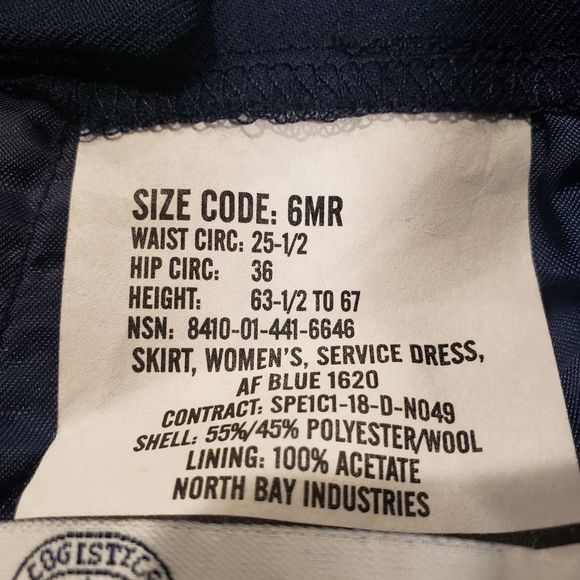 SIZE CODE: 6MR
WAIST CIRC: 25-1/2
HIP CIRC: 36
HEIGHT: 63-1/2 TO 67
NSN: 8410-01-441-6646
SKIRT, WOMEN'S, SERVICE DRESS,
AF BLUE 1620
CONTRACT: SPE1C1-18-D-N049
SHELL: 55%/45% POLYESTER/WOOL
LINING: 100% ACETATE
NORTH BAY INDUSTRIES
LOGISTICS